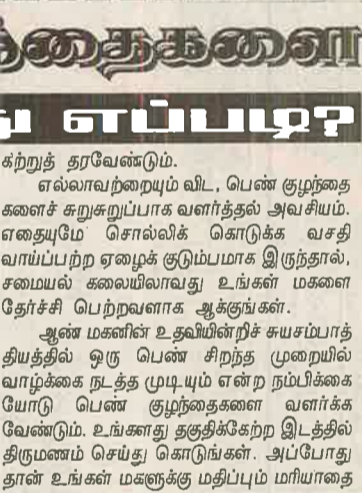 தைகளை
எப்படி?
கற்றுத் தரவேண்டும்.
எல்லாவற்றையும் விட, பெண் குழந்தை
களைச் சுறுசுறுப்பாக வளர்த்தல் அவசியம்.
எதையுமே சொல்லிக் கொடுக்க வசதி
வாய்ப்பற்ற ஏழைக் குடும்பமாக இருந்தால்,
சமையல் கலையிலாவது உங்கள் மகளை
தேர்ச்சி பெற்றவளாக ஆக்குங்கள்.
ஆண் மகனின் உதவியின்றிச் சுயசம்பாத்
தியத்தில் ஒரு பெண் சிறந்த முறையில்
வாழ்க்கை நடத்த முடியும் என்ற நம்பிக்கை
யோடு பெண் குழந்தைகளை வளர்க்க
வேண்டும். உங்களது தகுதிக்கேற்ற இடத்தில்
திருமணம் செய்து கொடுங்கள். அப்போது
தான் உங்கள் மகளுக்கு மதிப்பும் மரியாதை